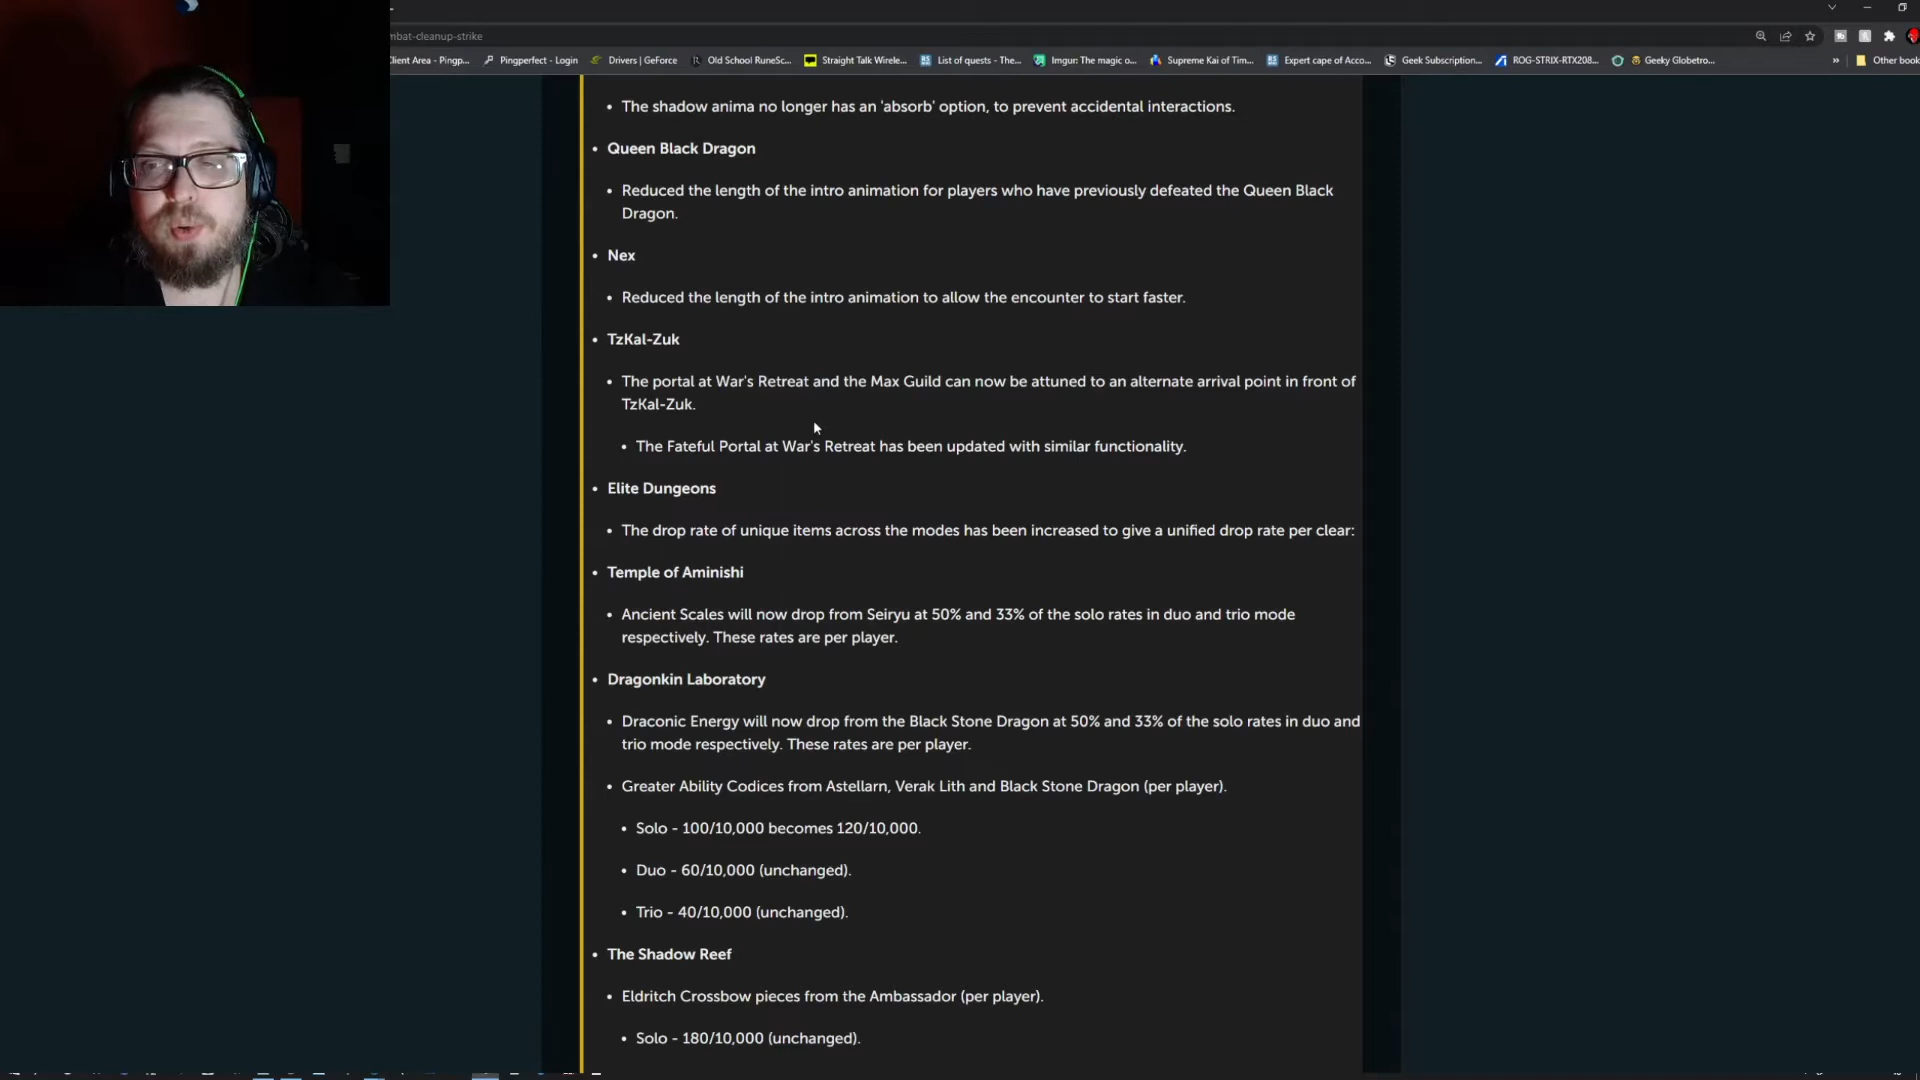 mbat-cleanup-strike
lient Area - Pingp...
Pingperfect - Login
Drivers | GeForce
Old School RuneSc...
Straight Talk Wirele...
List of quests - The...
Imgur: The magic o...
Supreme Kai of Tim...
Expert cape of Acco...
Geek Subscription...
ROG-STRIX-RTX208...
Geeky Globetro...
»
Other book
• The shadow anima no longer has an 'absorb' option, to prevent accidental interactions.
• Queen Black Dragon
• Reduced the length of the intro animation for players who have previously defeated the Queen Black
Dragon.
• Nex
• Reduced the length of the intro animation to allow the encounter to start faster.
• TzKal-Zuk
• The portal at War's Retreat and the Max Guild can now be attuned to an alternate arrival point in front of
TzKal-Zuk.
• The Fateful Portal at War's Retreat has been updated with similar functionality.
• Elite Dungeons
• The drop rate of unique items across the modes has been increased to give a unified drop rate per clear:
• Temple of Aminishi
• Ancient Scales will now drop from Seiryu at 50% and 33% of the solo rates in duo and trio mode
respectively. These rates are per player.
• Dragonkin Laboratory
• Draconic Energy will now drop from the Black Stone Dragon at 50% and 33% of the solo rates in duo and
trio mode respectively. These rates are per player.
• Greater Ability Codices from Astellarn, Verak Lith and Black Stone Dragon (per player).
• Solo - 100/10,000 becomes 120/10,000.
• Duo - 60/10,000 (unchanged).
• Trio - 40/10,000 (unchanged).
• The Shadow Reef
• Eldritch Crossbow pieces from the Ambassador (per player).
• Solo - 180/10,000 (unchanged).